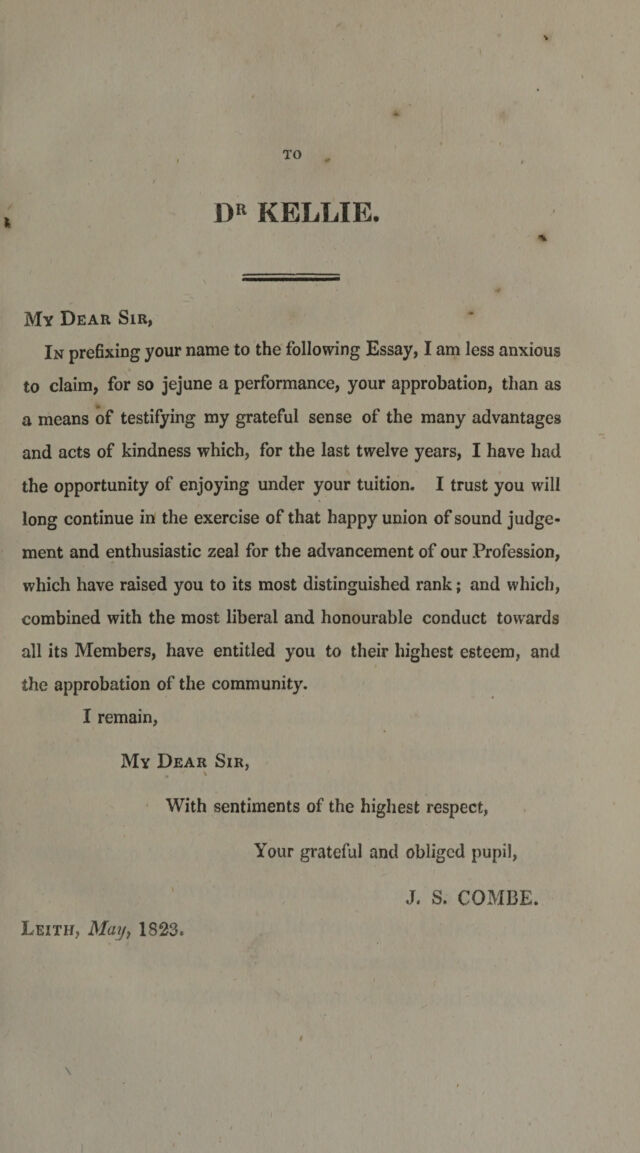 TO
DR KELLIE.
MY DEAR SIR,
IN prefixing your name to the following Essay, I am less anxious
to claim, for so jejune a performance, your approbation, than as
a means of testifying my grateful sense of the many advantages
and acts of kindness which, for the last twelve years, I have had
the opportunity of enjoying under your tuition. I trust you will
long continue in the exercise of that happy union of sound judge-
ment and enthusiastic zeal for the advancement of our Profession,
which have raised you to its most distinguished rank; and which,
combined with the most liberal and honourable conduct towards
all its Members, have entitled you to their highest esteem, and
the approbation of the community.
I remain,
MY DEAR SIR,
With sentiments of the highest respect,
Your grateful and obliged pupil,
J. S. COMBE.
LEITH, May, 1823.